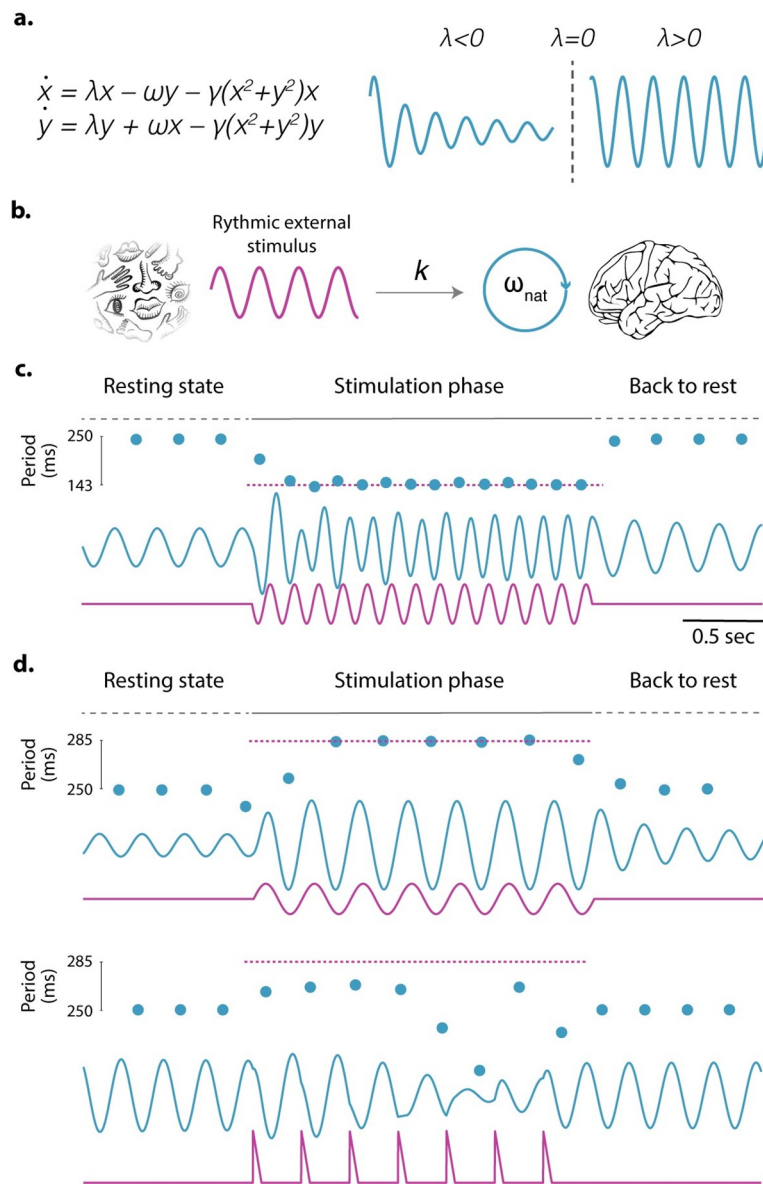 a.
λ<0 λ=0 λ>0
ẋ = λx – ωy – γ(x²+y²)x
ẏ = λy + ωx – γ(x²+y²)y
b.
Rythmic external
stimulus
k
ω_nat
c.
Resting state Stimulation phase Back to rest
Period
(ms)
250
143
0.5 sec
d.
Resting state Stimulation phase Back to rest
Period
(ms)
285
250
Period
(ms)
285
250